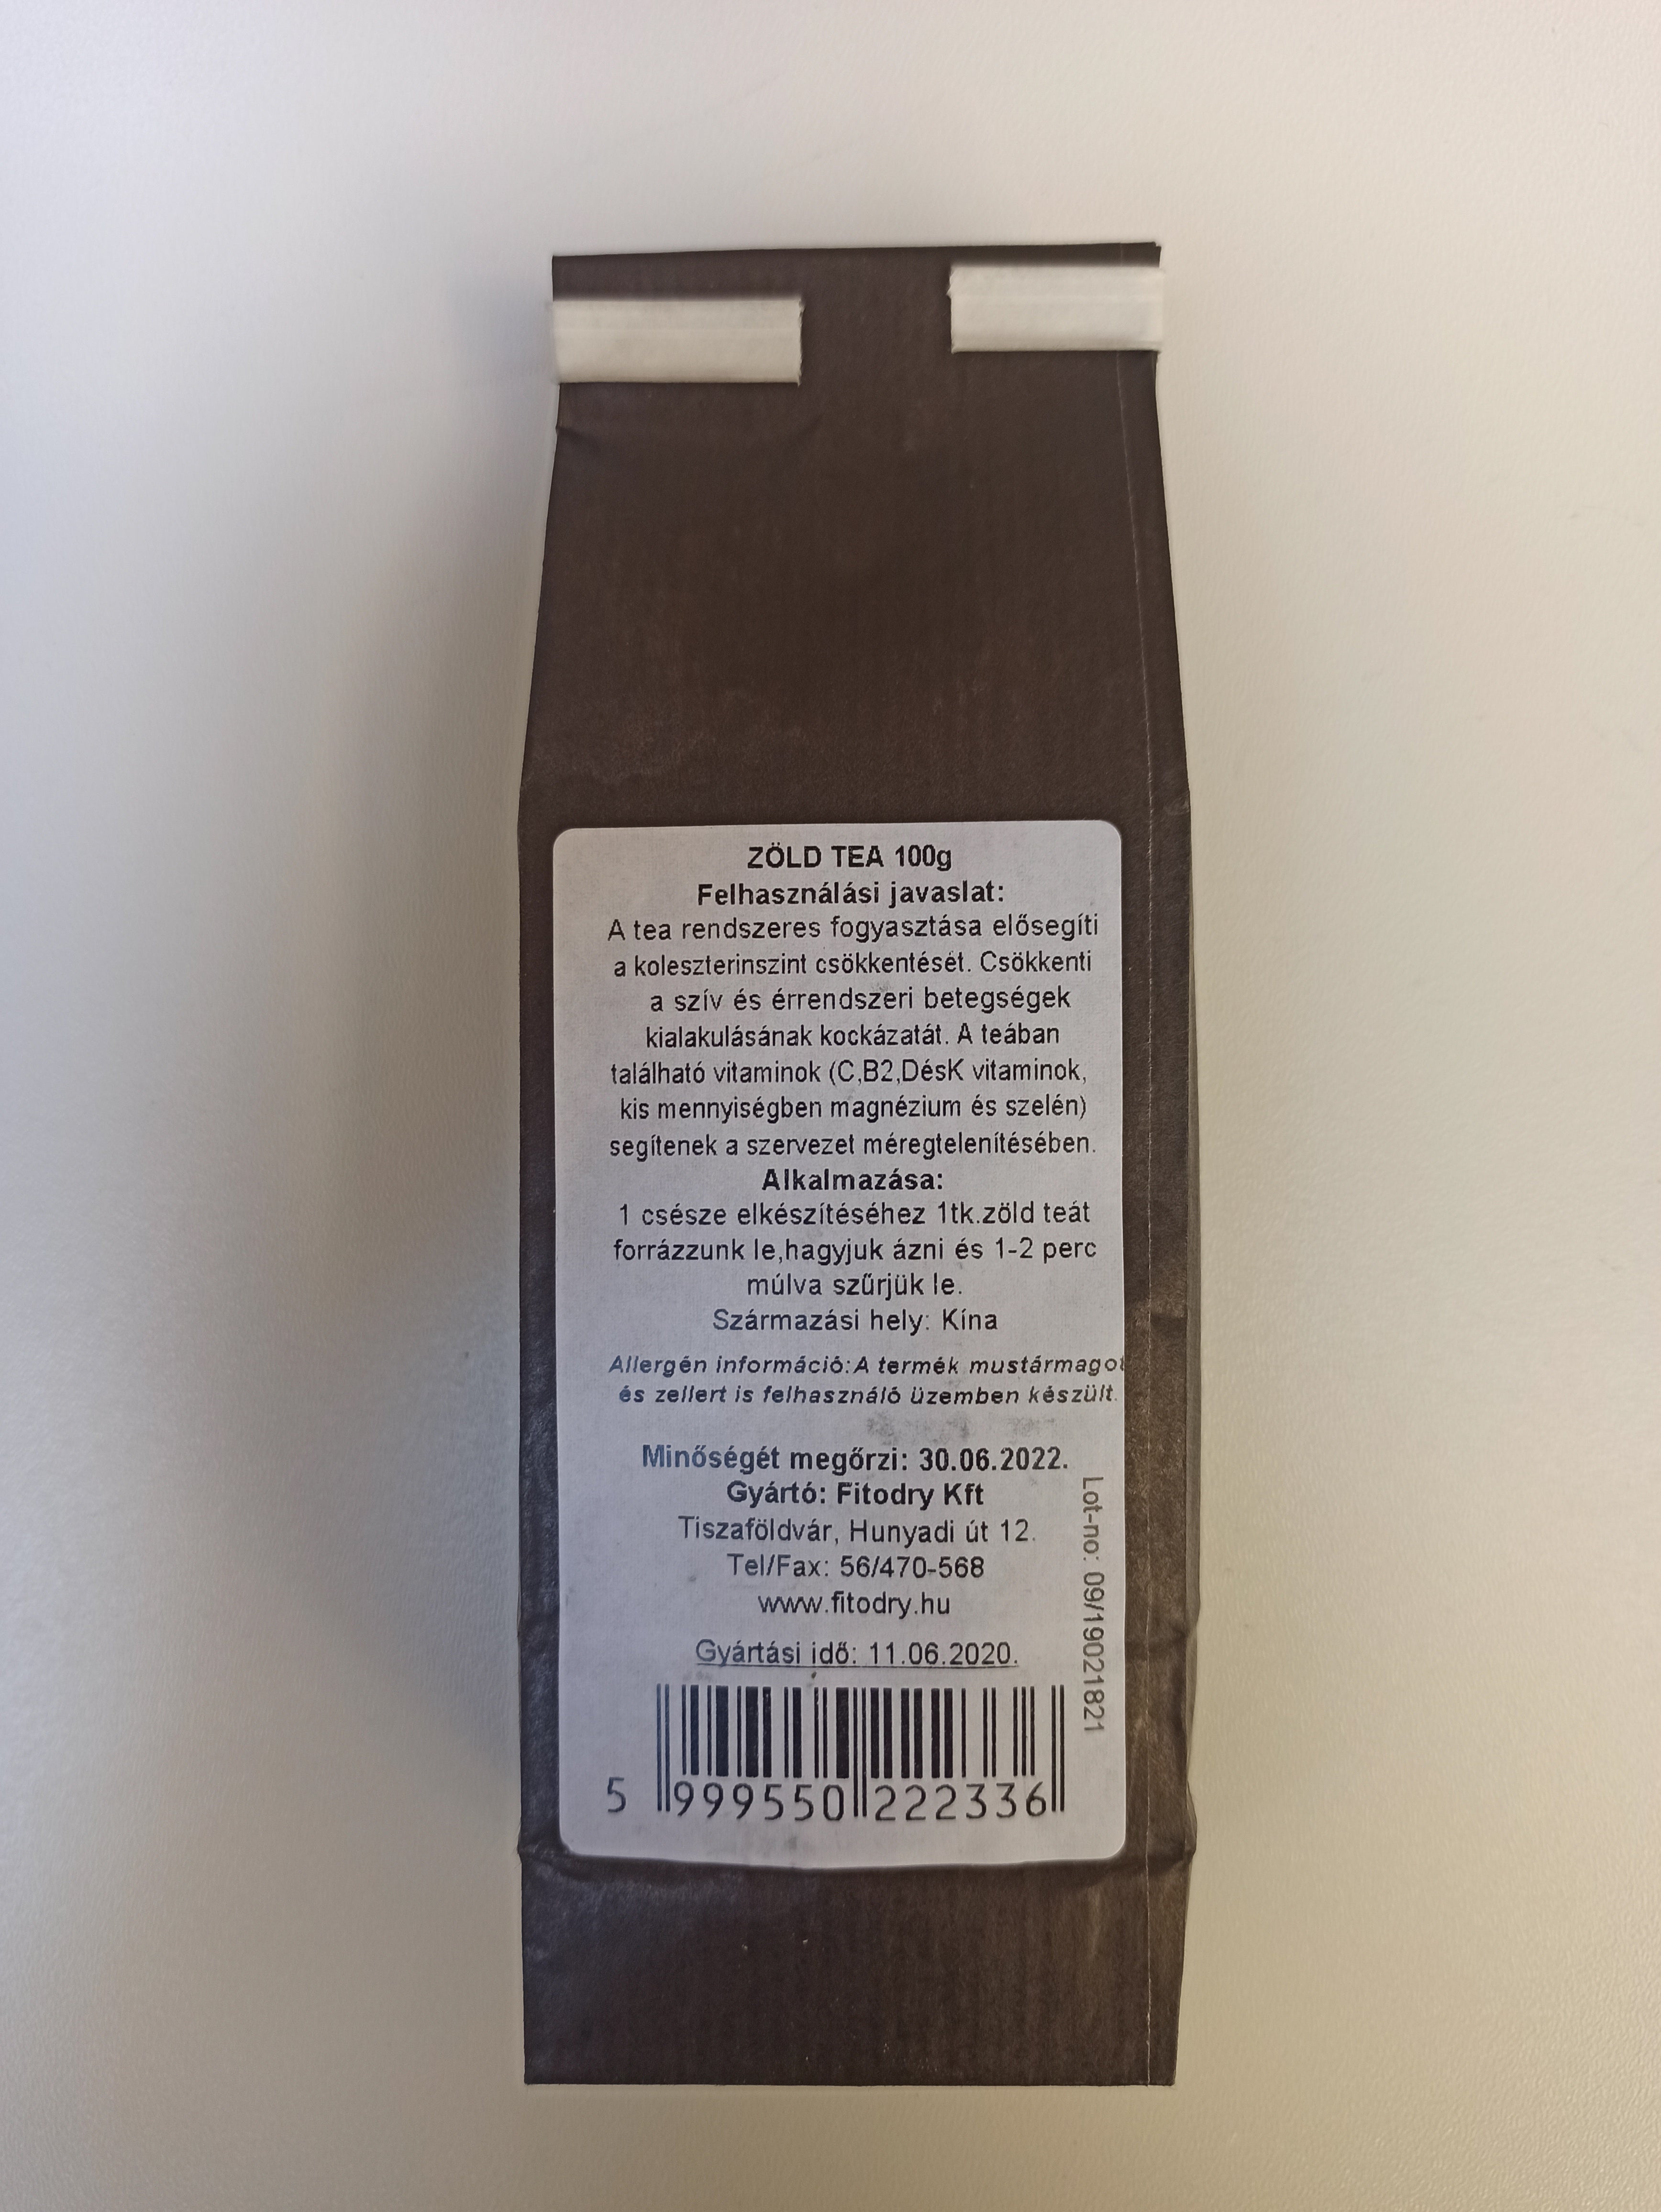 ZÖLD TEA 100g
Felhasználási javaslat:
A tea rendszeres fogyasztása elősegíti
a koleszterinszint csökkentését. Csökkenti
a szív és érrendszeri betegségek
kialakulásának kockázatát. A teában
található vitaminok (C,B2,DésK vitaminok,
kis mennyiségben magnézium és szelén)
segítenek a szervezet méregtelenítésében.
Alkalmazása:
1 csésze elkészítéséhez 1tk.zöld teát
forrázzunk le,hagyjuk ázni és 1-2 perc
múlva szűrjük le.
Származási hely: Kína
Allergén információ:A termék mustármagot
és zellert is felhasználó üzemben készült.
Minőségét megőrzi: 30.06.2022.
Gyártó: Fitodry Kft
Tiszaföldvár, Hunyadi út 12.
Tel/Fax: 56/470-568
www.fitodry.hu
Gyártási idő: 11.06.2020.
Lot-no: 09/19021821
5 999550 222336